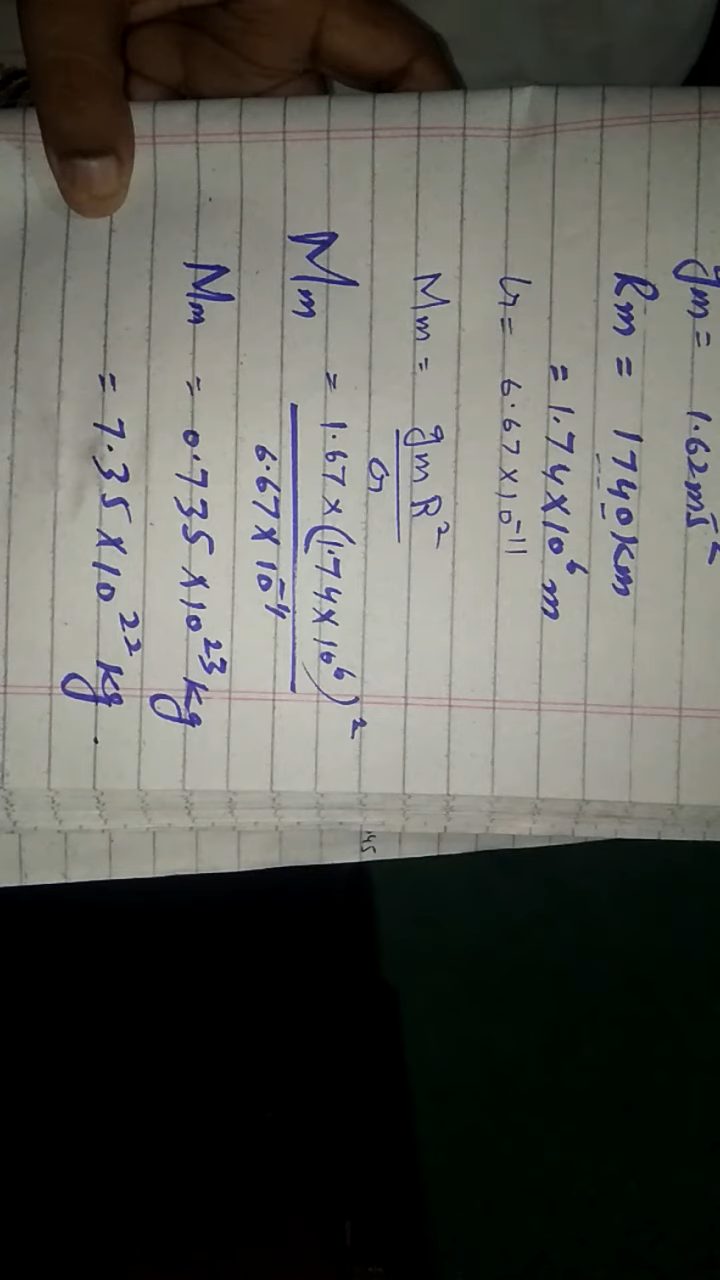 gm = 1.62ms⁻²
Rm = 1740km
= 1.74×10⁶ m
G = 6.67×10⁻¹¹
Mm = gm R² / G
Mm = 1.67×(1.74×10⁶)² / 6.67×10⁻¹¹
Mm = 0.735×10²³ kg
= 7.35×10²² kg.